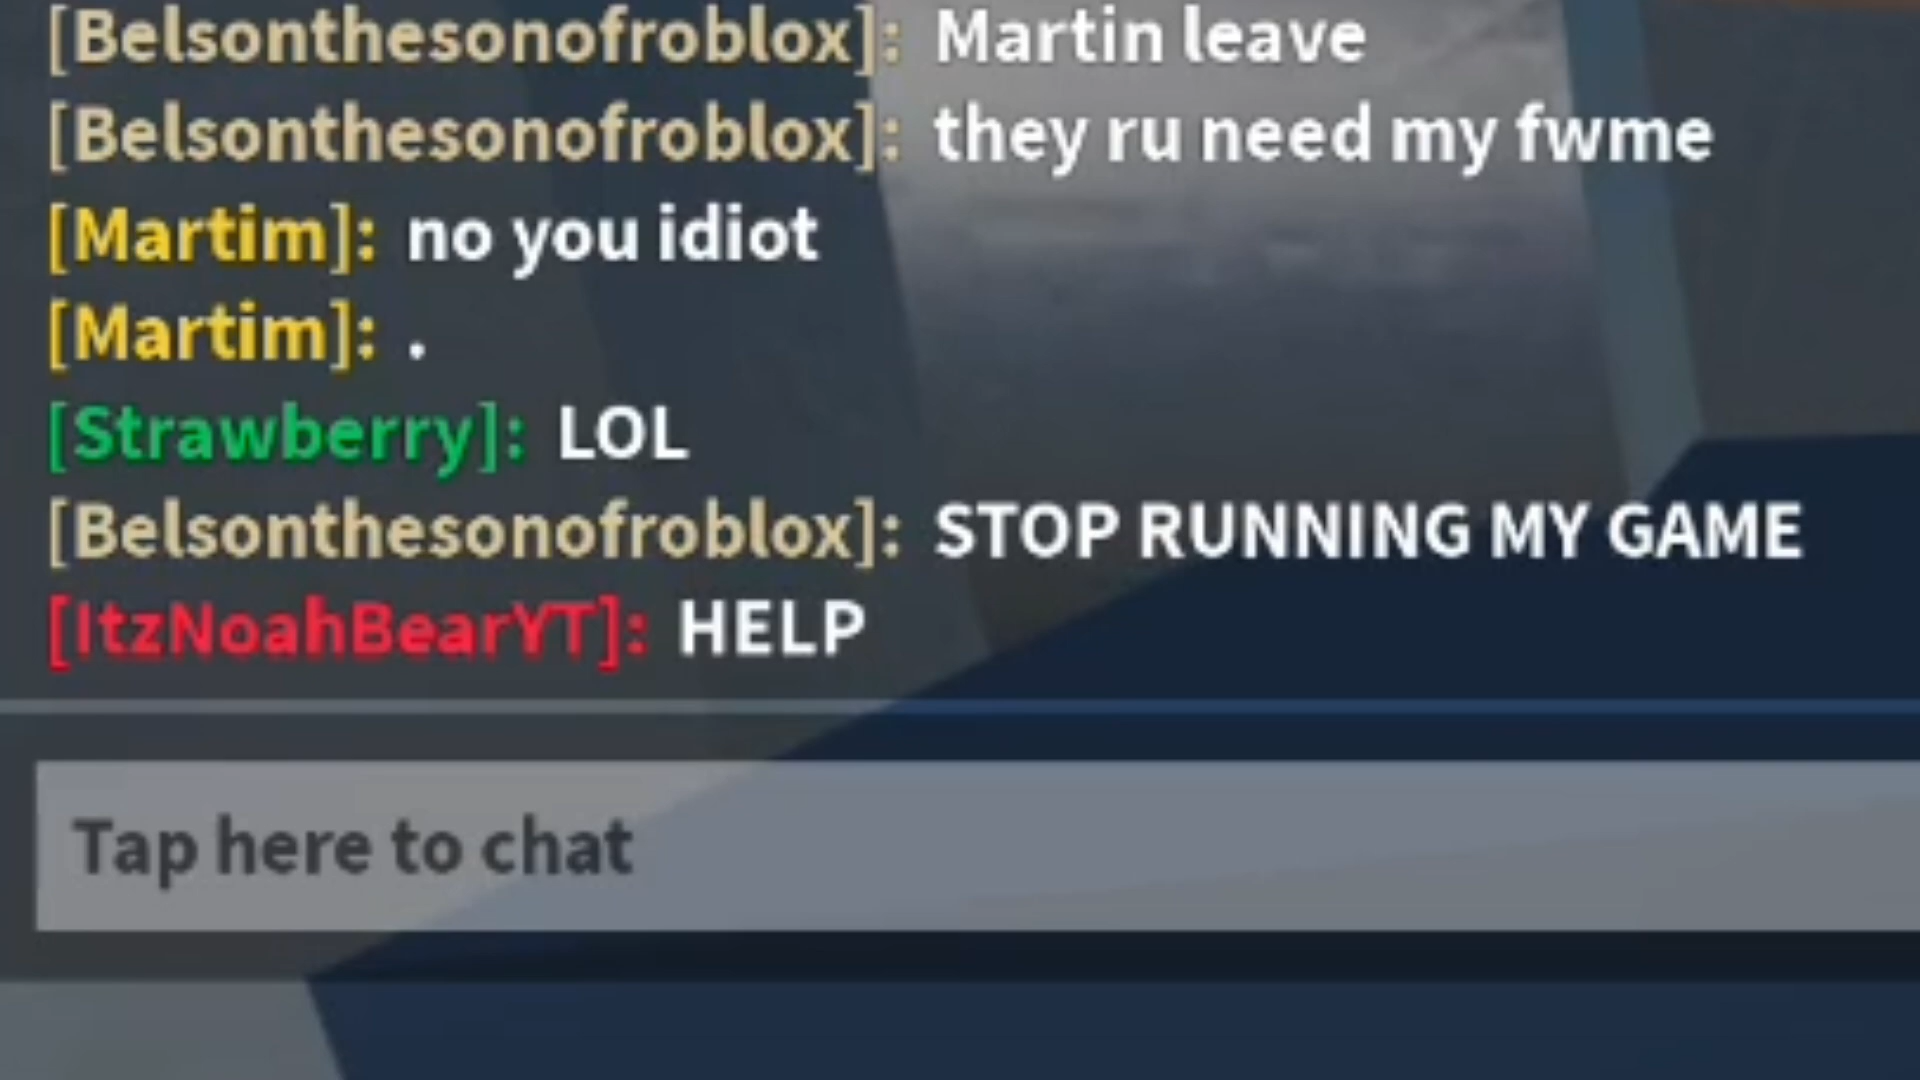 [Belsonthesonofroblox]: Martin leave
[Belsonthesonofroblox]: they ru need my fwme
[Martim]: no you idiot
[Martim]: .
[Strawberry]: LOL
[Belsonthesonofroblox]: STOP RUNNING MY GAME
[ItzNoahBearYT]: HELP
Tap here to chat